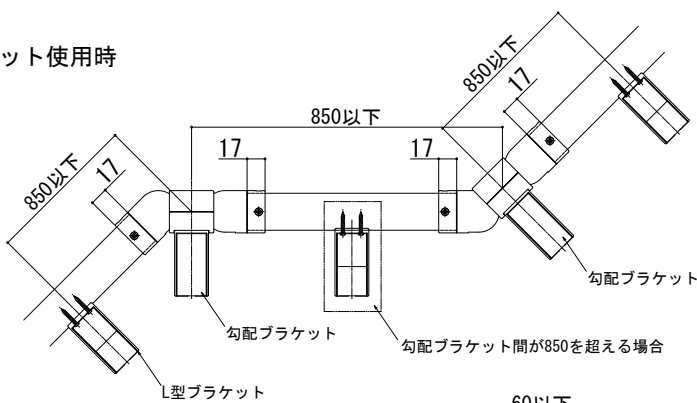 ット使用時
850以下
17
850以下
17
17
850以下
17
勾配ブラケット
勾配ブラケット
勾配ブラケット間が850を超える場合
L型ブラケット
60以下